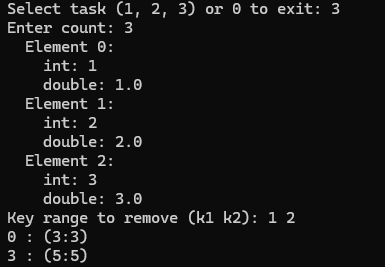 Select task (1, 2, 3) or 0 to exit: 3
Enter count: 3
  Element 0:
    int: 1
    double: 1.0
  Element 1:
    int: 2
    double: 2.0
  Element 2:
    int: 3
    double: 3.0
Key range to remove (k1 k2): 1 2
0 : (3:3)
3 : (5:5)